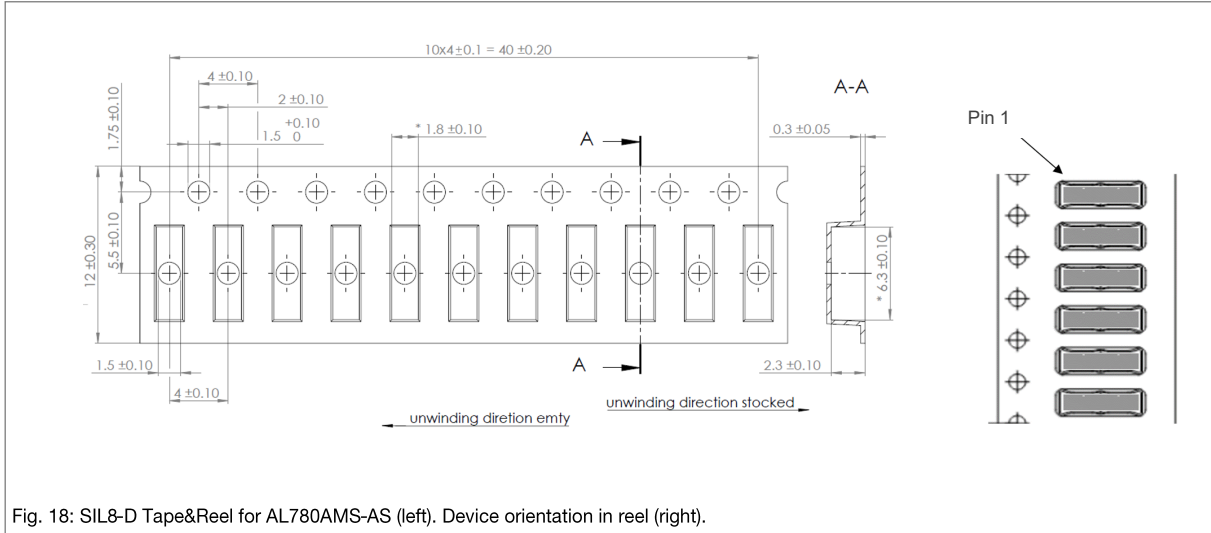 10x4±0.1 = 40 ±0.20
4 ±0.10
2 ±0.10
1.5 +0.10 0
* 1.8 ±0.10
1.75 ±0.10
12 ±0.30
5.5 ±0.10
1.5 ±0.10
4 ±0.10
A
A
unwinding diretion emty
unwinding direction stocked
A-A
0.3 ±0.05
* 6.3 ±0.10
2.3 ±0.10
Pin 1
Fig. 18: SIL8-D Tape&Reel for AL780AMS-AS (left). Device orientation in reel (right).